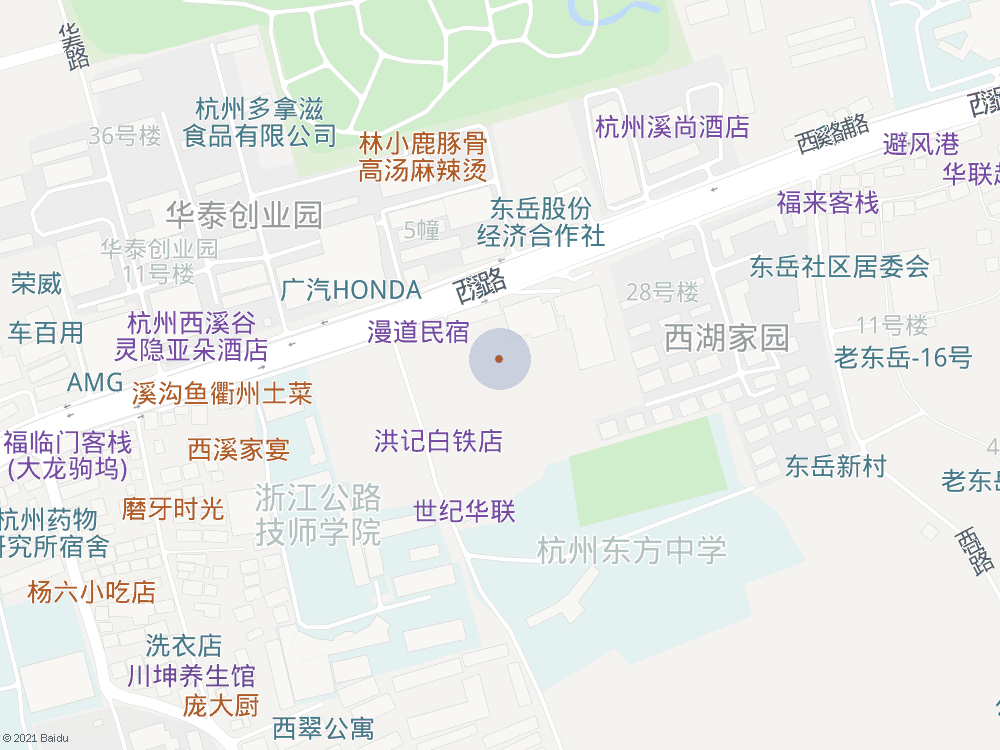 华泰路
杭州多拿滋
食品有限公司
36号楼
林小鹿豚骨
高汤麻辣烫
杭州溪尚酒店
西溪路辅路
避风港
华联超
福来客栈
华泰创业园
5幢
东岳股份
经济合作社
华泰创业园
11号楼
东岳社区居委会
荣威
广汽HONDA
西溪路
28号楼
11号楼
车百用
杭州西溪谷
灵隐亚朵酒店
漫道民宿
西湖家园
老东岳-16号
AMG
溪沟鱼衢州土菜
福临门客栈
(大龙驹坞)
西溪家宴
洪记白铁店
东岳新村
老东岳
浙江公路
技师学院
磨牙时光
世纪华联
杭州药物
研究所宿舍
杭州东方中学
杨六小吃店
洗衣店
川坤养生馆
庞大厨
西翠公寓
© 2021 Baidu